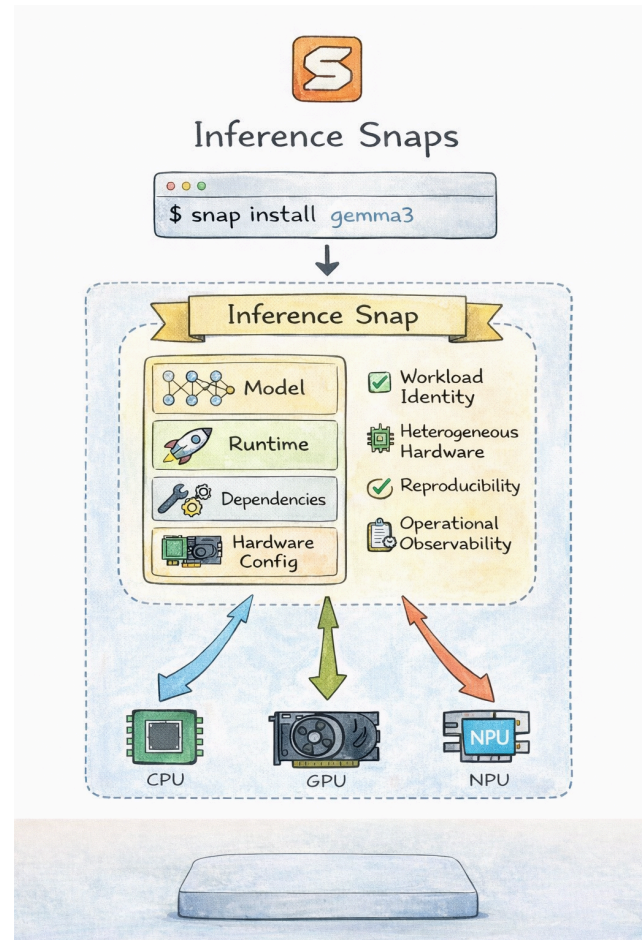 Inference Snaps
$ snap install gemma3
Inference Snap
Model
Runtime
Dependencies
Hardware
Config
Workload
Identity
Heterogeneous
Hardware
Reproducibility
Operational
Observability
NPU
CPU
GPU
NPU